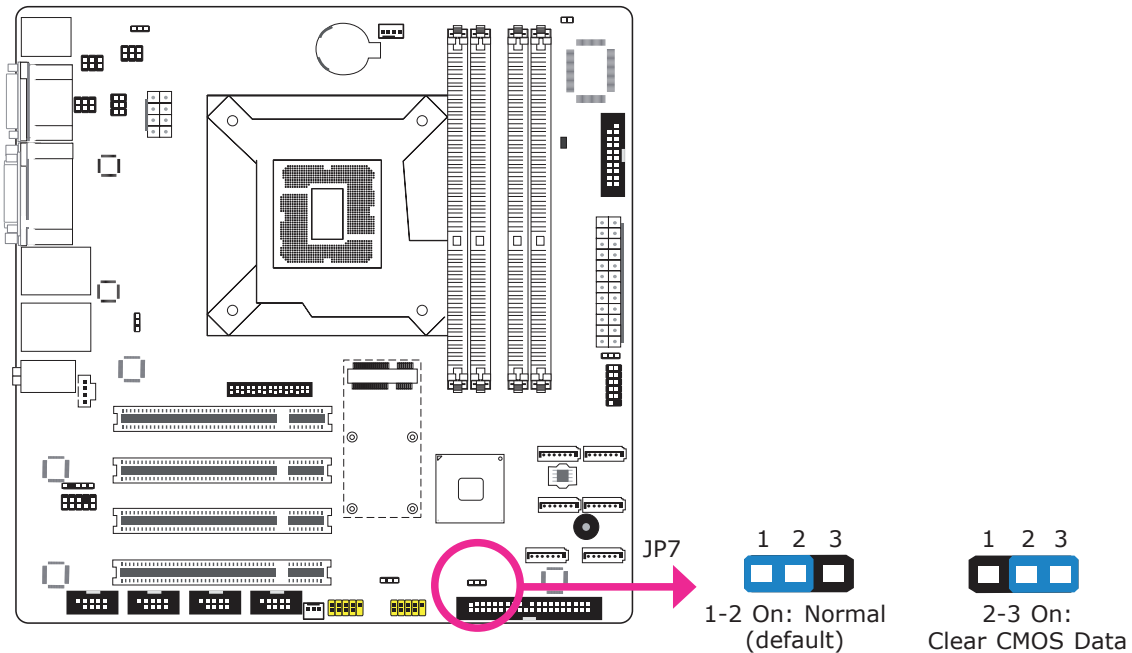 JP7
1 2 3
1-2 On: Normal
(default)
1 2 3
2-3 On:
Clear CMOS Data